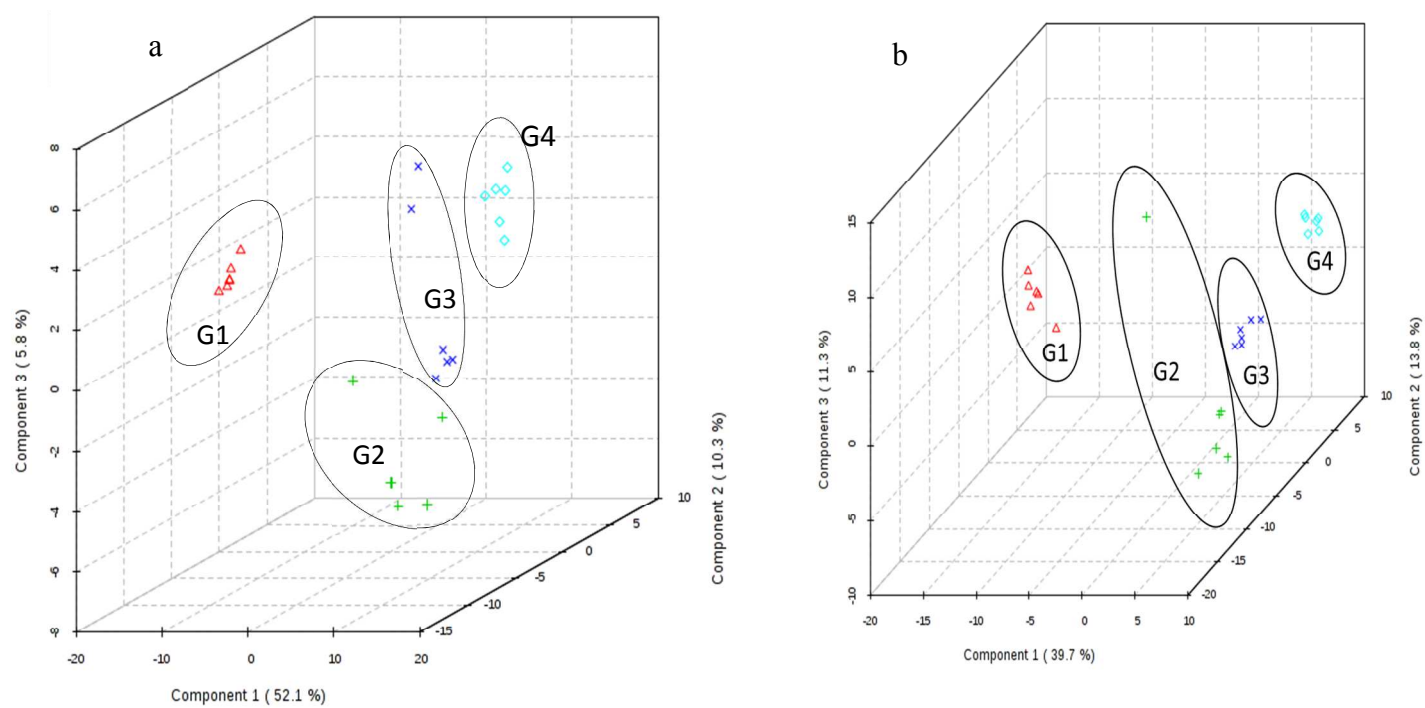 a
8
6
4
2
0
-2
-4
-6
-8
Component 3 ( 5.8 %)
-20
-10
0
10
20
Component 1 ( 52.1 %)
-15
-10
-5
0
5
10
Component 2 ( 10.3 %)
G1
G2
G3
G4
b
15
10
5
0
-5
-10
Component 3 ( 11.3 %)
-20
-15
-10
-5
0
5
10
Component 1 ( 39.7 %)
-20
-15
-10
-5
0
5
10
Component 2 ( 13.8 %)
G1
G2
G3
G4